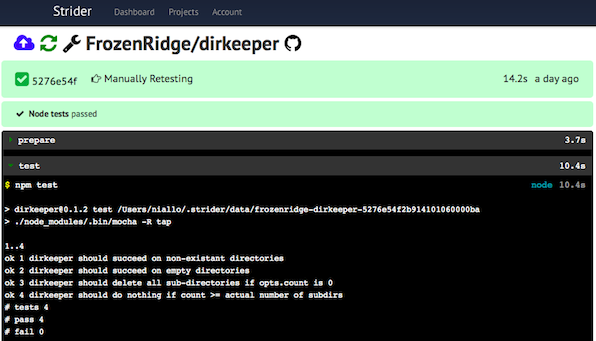 Strider Dashboard Projects Account
FrozenRidge/dirkeeper
5276e54f Manually Retesting 14.2s a day ago
Node tests passed
prepare 3.7s
test 10.4s
$ npm test node 10.4s
> dirkeeper@0.1.2 test /Users/niallo/.strider/data/frozenridge-dirkeeper-5276e54f2b914101060000ba
> ./node_modules/.bin/mocha -R tap
1..4
ok 1 dirkeeper should succeed on non-existant directories
ok 2 dirkeeper should succeed on empty directories
ok 3 dirkeeper should delete all sub-directories if opts.count is 0
ok 4 dirkeeper should do nothing if count >= actual number of subdirs
# tests 4
# pass 4
# fail 0